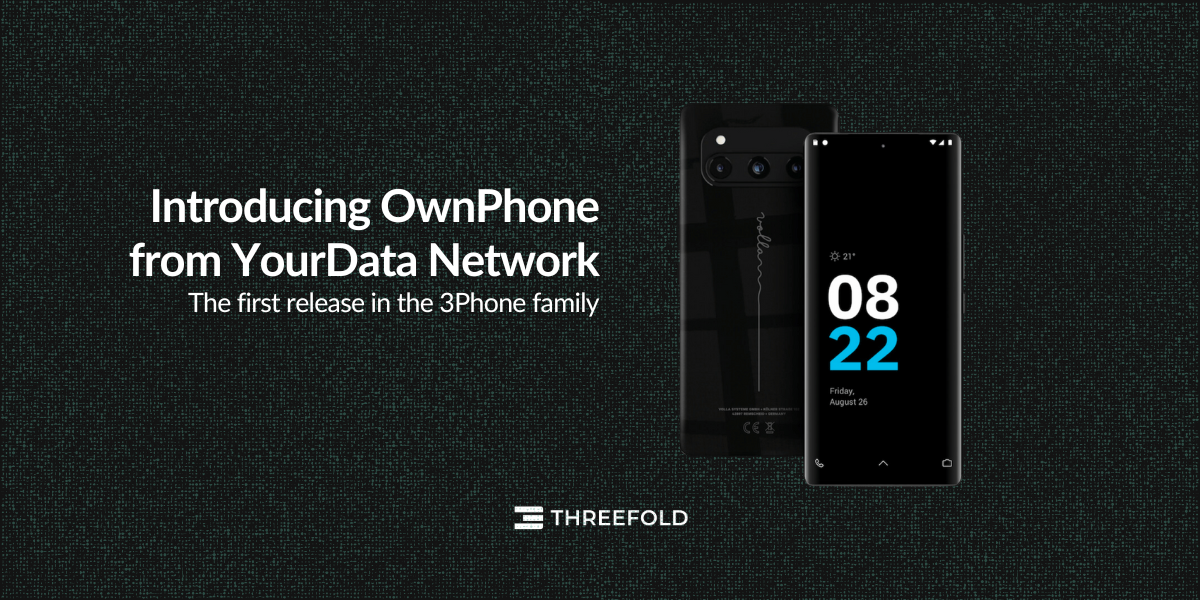 Introducing OwnPhone
from YourData Network
The first release in the 3Phone family
volla
21°
08
22
Friday,
August 26
THREEFOLD